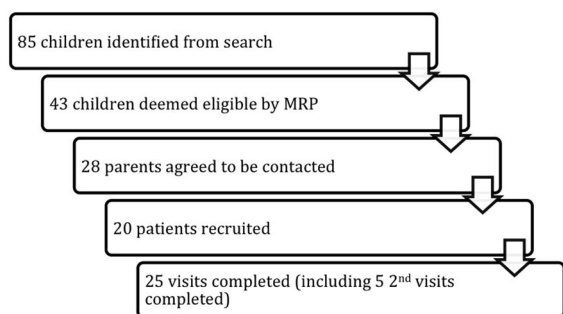 85 children identified from search
43 children deemed eligible by MRP
28 parents agreed to be contacted
20 patients recruited
25 visits completed (including 5 2nd visits
completed)